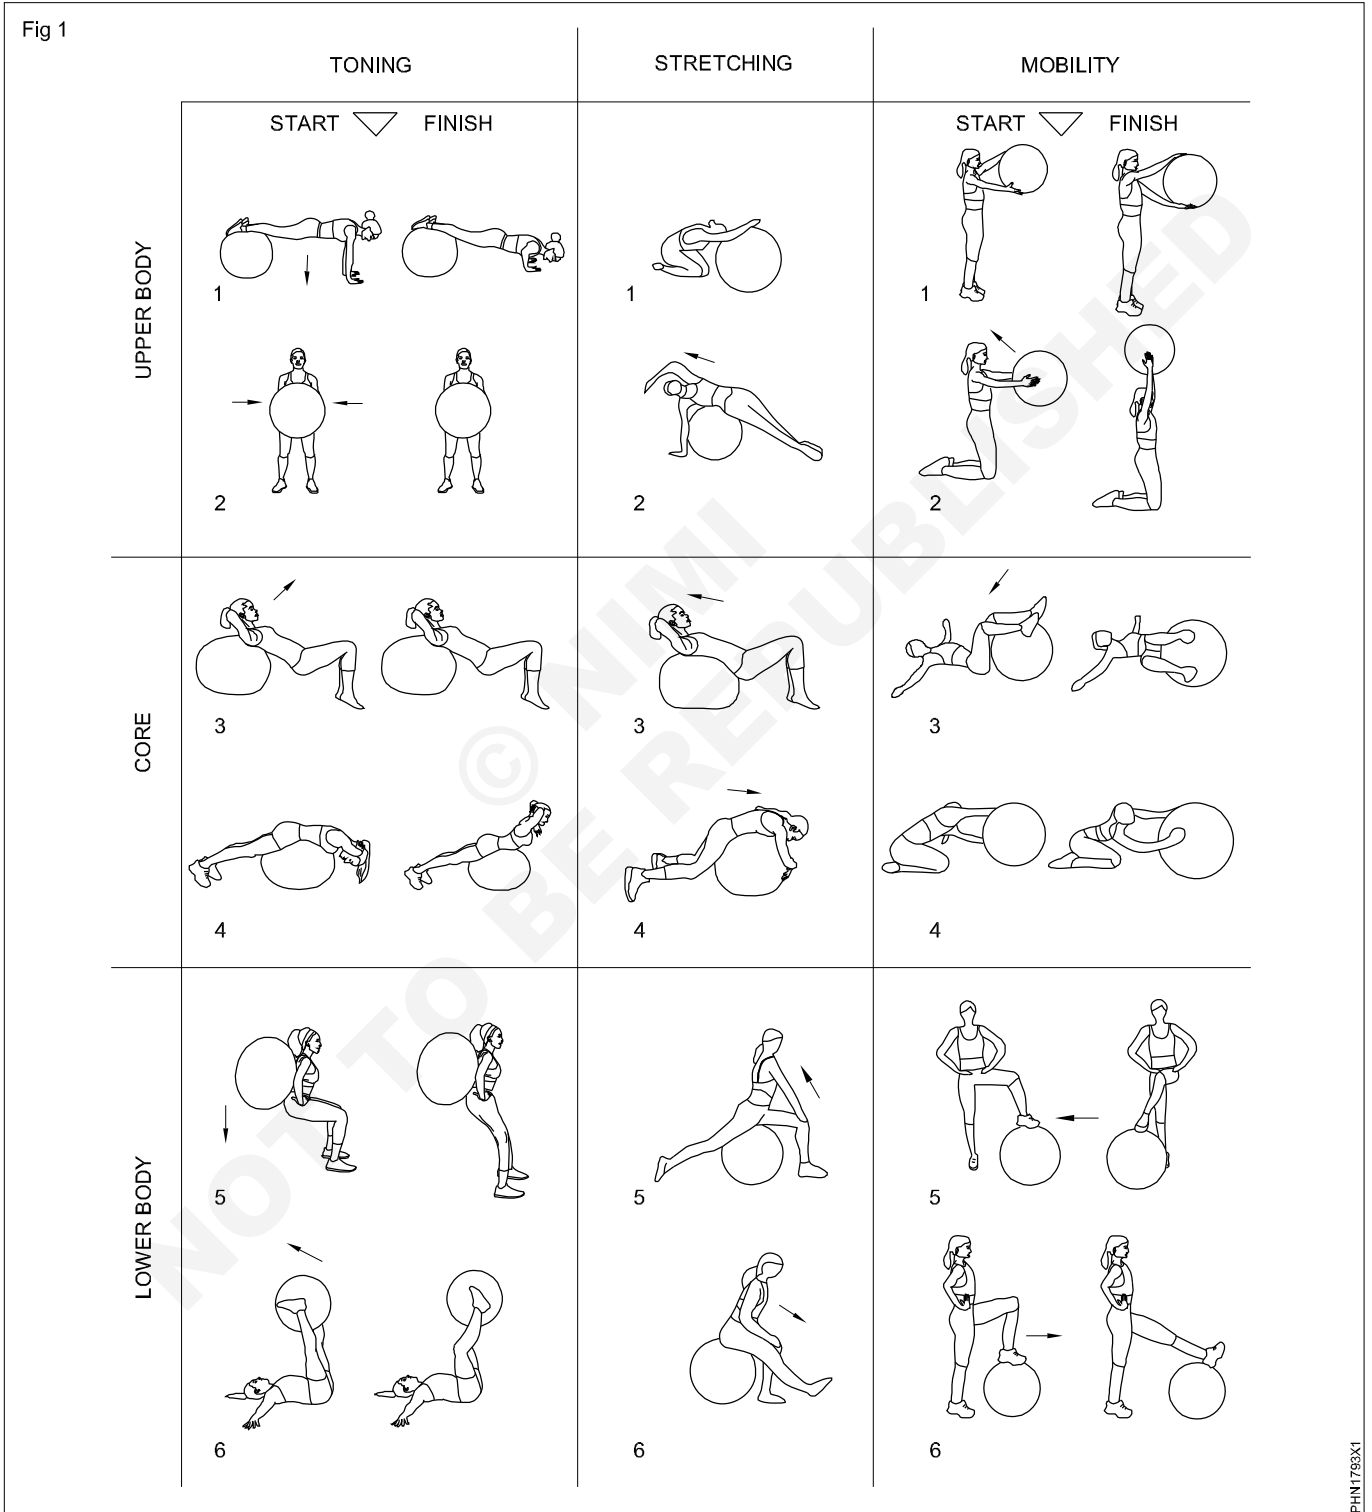 Fig 1
TONING
STRETCHING
MOBILITY
START FINISH
START FINISH
UPPER BODY
1
1
1
2
2
2
CORE
3
3
3
4
4
4
LOWER BODY
5
5
5
6
6
6
© NIMI
NOT TO BE REPUBLISHED
PHN1793X1